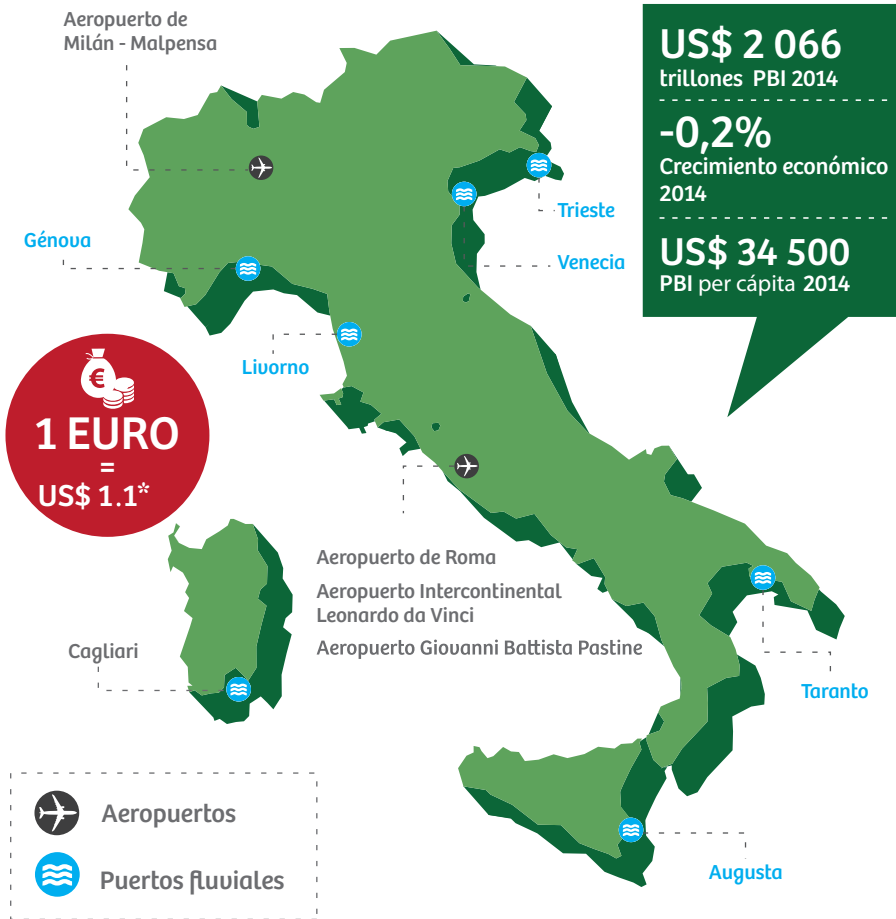 Aeropuerto de
Milán - Malpensa
US$ 2 066
trillones PBI 2014
-0,2%
Crecimiento económico
2014
US$ 34 500
PBI per cápita 2014
Trieste
Venecia
Génova
Livorno
€
1 EURO
=
US$ 1.1*
Aeropuerto de Roma
Aeropuerto Intercontinental
Leonardo da Vinci
Aeropuerto Giovanni Battista Pastine
Cagliari
Taranto
Augusta
Aeropuertos
Puertos fluviales